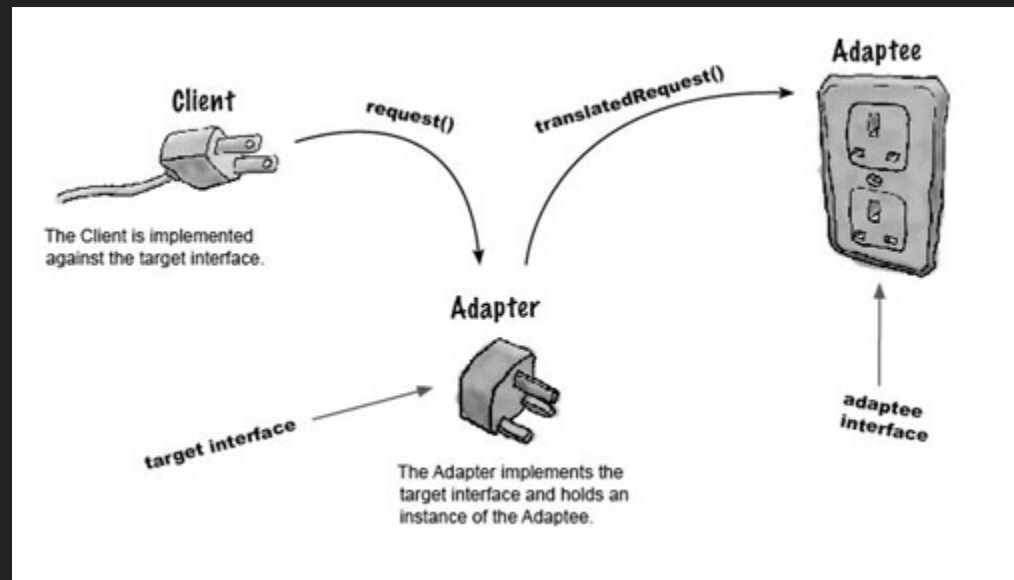 Adaptee
Client
request()
translatedRequest()
The Client is implemented
against the target interface.
Adapter
target interface
adaptee
interface
The Adapter implements the
target interface and holds an
instance of the Adaptee.